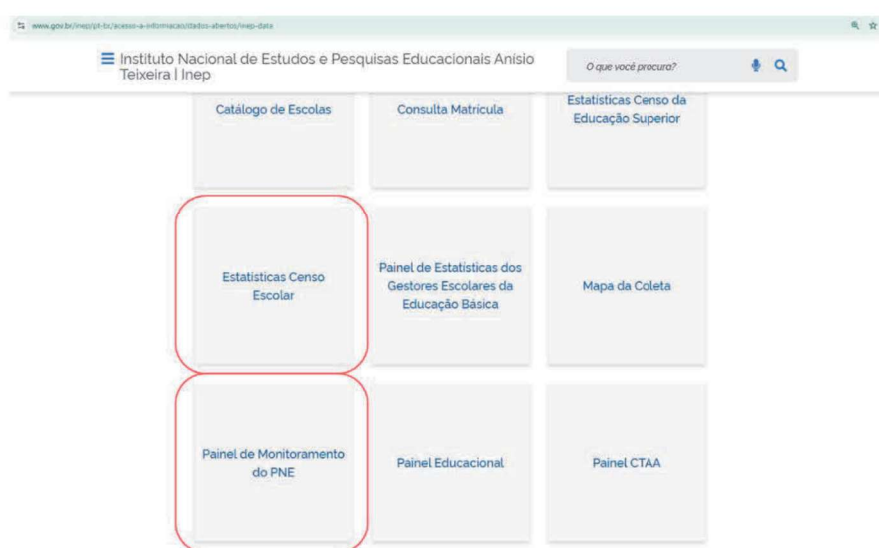 www.gov.br/inep/pt-br/acesso-a-informacao/dados-abertos/inep-data
Instituto Nacional de Estudos e Pesquisas Educacionais Anísio
Teixeira | Inep
O que você procura?
Catálogo de Escolas
Consulta Matrícula
Estatísticas Censo da
Educação Superior
Estatísticas Censo
Escolar
Painel de Estatísticas dos
Gestores Escolares da
Educação Básica
Mapa da Coleta
Painel de Monitoramento
do PNE
Painel Educacional
Painel CTAA